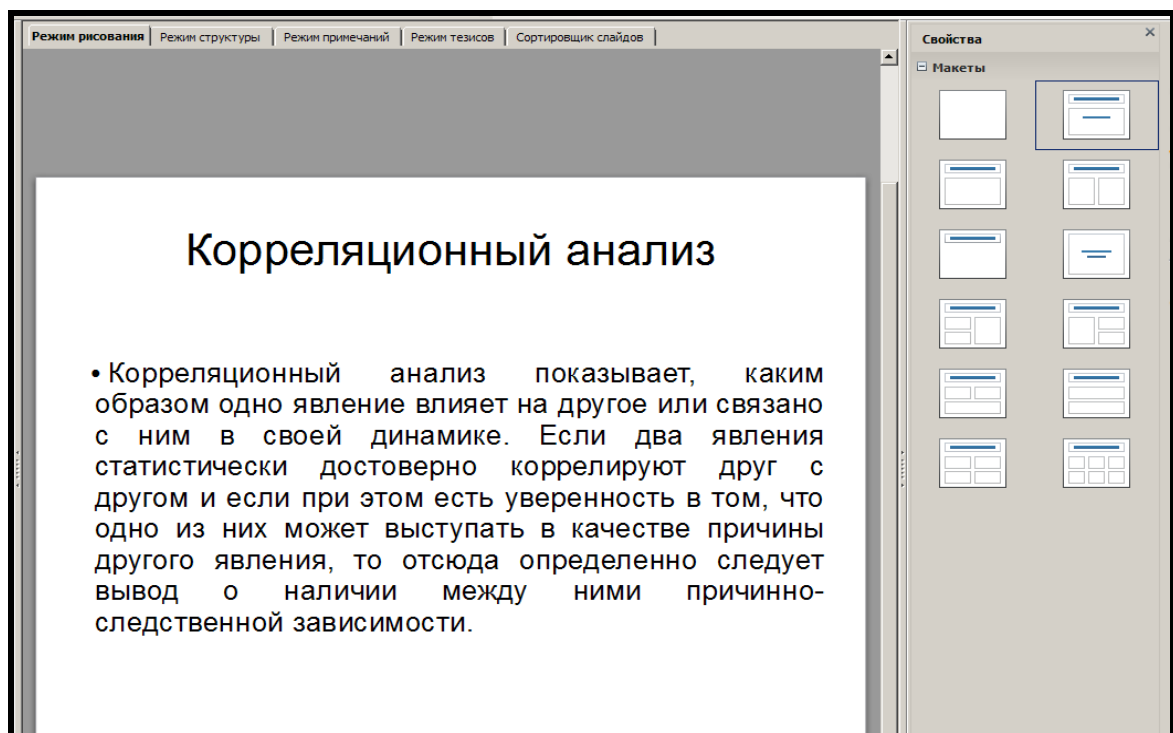 Режим рисования Режим структуры Режим примечаний Режим тезисов Сортировщик слайдов
Свойства
Макеты
Корреляционный анализ
• Корреляционный анализ показывает, каким
образом одно явление влияет на другое или связано
с ним в своей динамике. Если два явления
статистически достоверно коррелируют друг с
другом и если при этом есть уверенность в том, что
одно из них может выступать в качестве причины
другого явления, то отсюда определенно следует
вывод о наличии между ними причинно-
следственной зависимости.